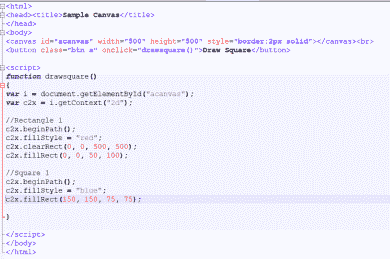 <html>
<head><title>Sample Canvas</title>
</head>
<body>
<canvas id="acanvas" width="500" height="500" style="border:2px solid"></canvas><br>
<button class="btn a" onclick="drawsquare()">Draw Square</button>
<script>
function drawsquare()
{
var i = document.getElementById("acanvas");
var c2x = i.getContext("2d");
//Rectangle 1
c2x.beginPath();
c2x.fillStyle = "red";
c2x.clearRect(0, 0, 500, 500);
c2x.fillRect(0, 0, 50, 100);
//Square 1
c2x.beginPath();
c2x.fillStyle = "blue";
c2x.fillRect(150, 150, 75, 75);
}
</script>
</body>
</html>